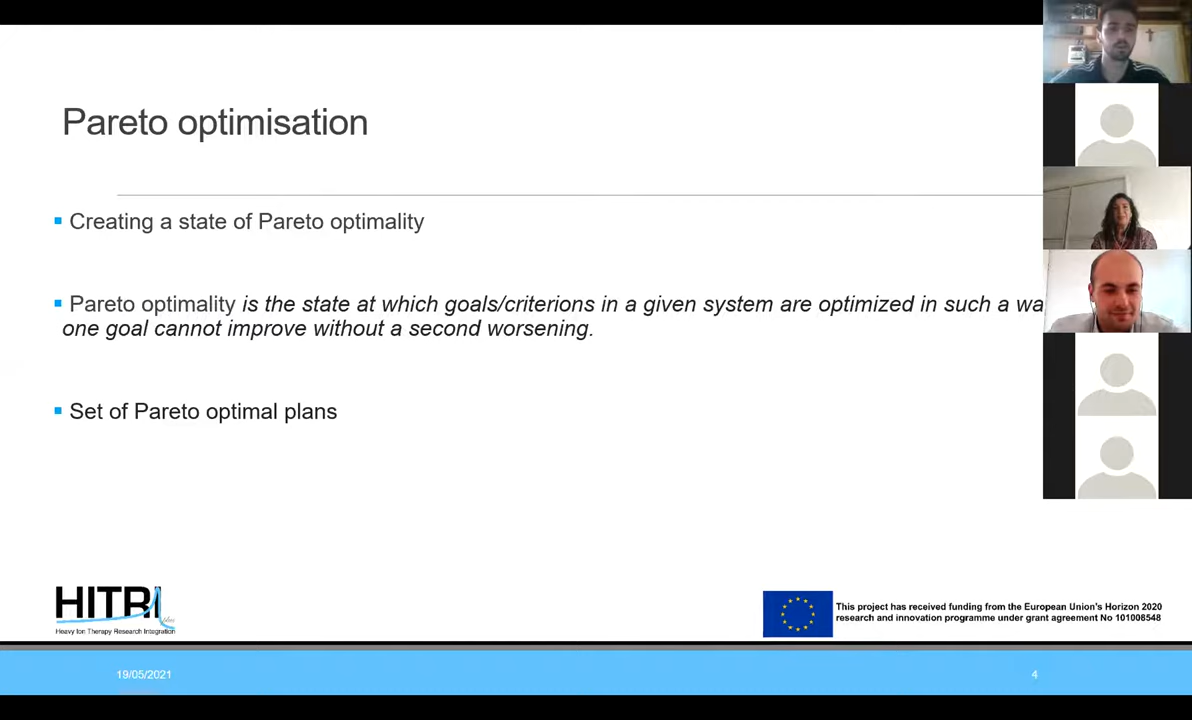 Pareto optimisation
Creating a state of Pareto optimality
Pareto optimality is the state at which goals/criterions in a given system are optimized in such a
one goal cannot improve without a second worsening.
Set of Pareto optimal plans
HITRI
plus
Heavy Ion Therapy Research Integration
This project has received funding from the European Union's Horizon 2020
research and innovation programme under grant agreement No 101008548
19/05/2021
4